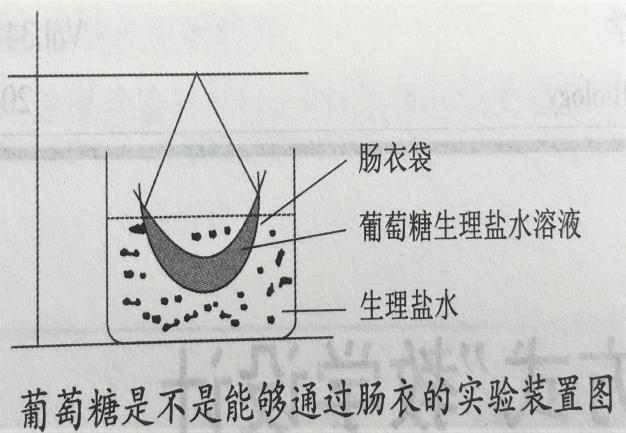 肠衣袋
葡萄糖生理盐水溶液
生理盐水
葡萄糖是不是能够通过肠衣的实验装置图